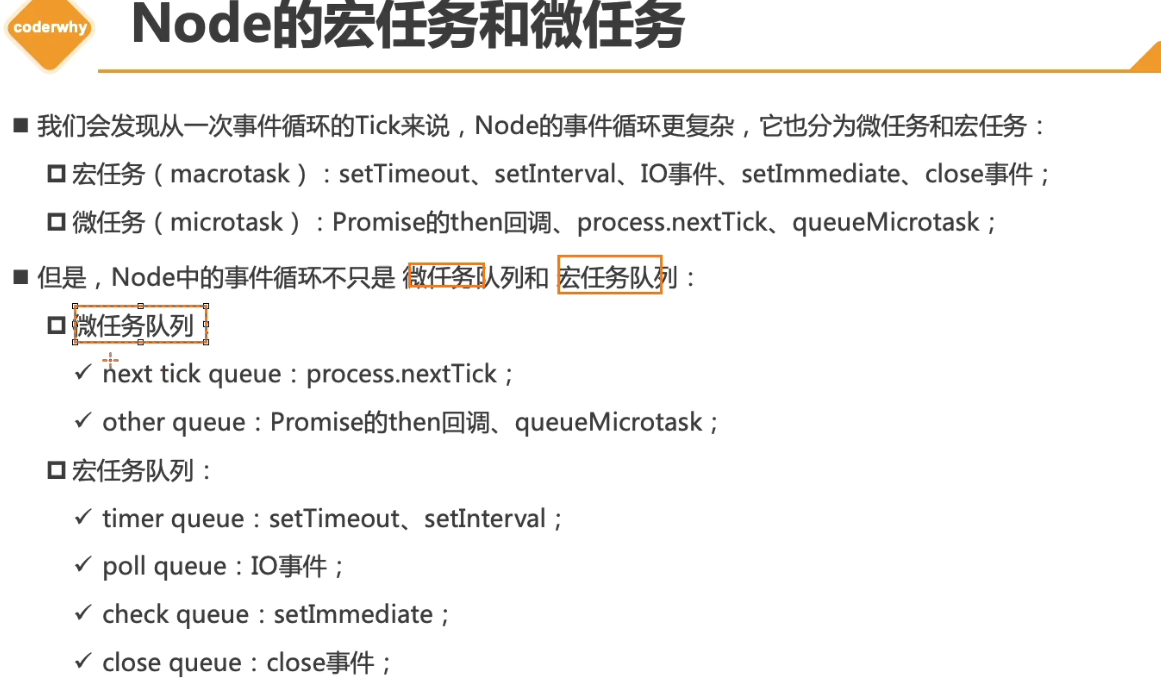 coderwhy
Node的宏任务和微任务
我们会发现从一次事件循环的Tick来说，Node的事件循环更复杂，它也分为微任务和宏任务：
宏任务（macrotask）：setTimeout、setInterval、IO事件、setImmediate、close事件；
微任务（microtask）：Promise的then回调、process.nextTick、queueMicrotask；
但是，Node中的事件循环不只是 微任务队列和 宏任务队列：
微任务队列
next tick queue：process.nextTick；
other queue：Promise的then回调、queueMicrotask；
宏任务队列：
timer queue：setTimeout、setInterval；
poll queue：IO事件；
check queue：setImmediate；
close queue：close事件；